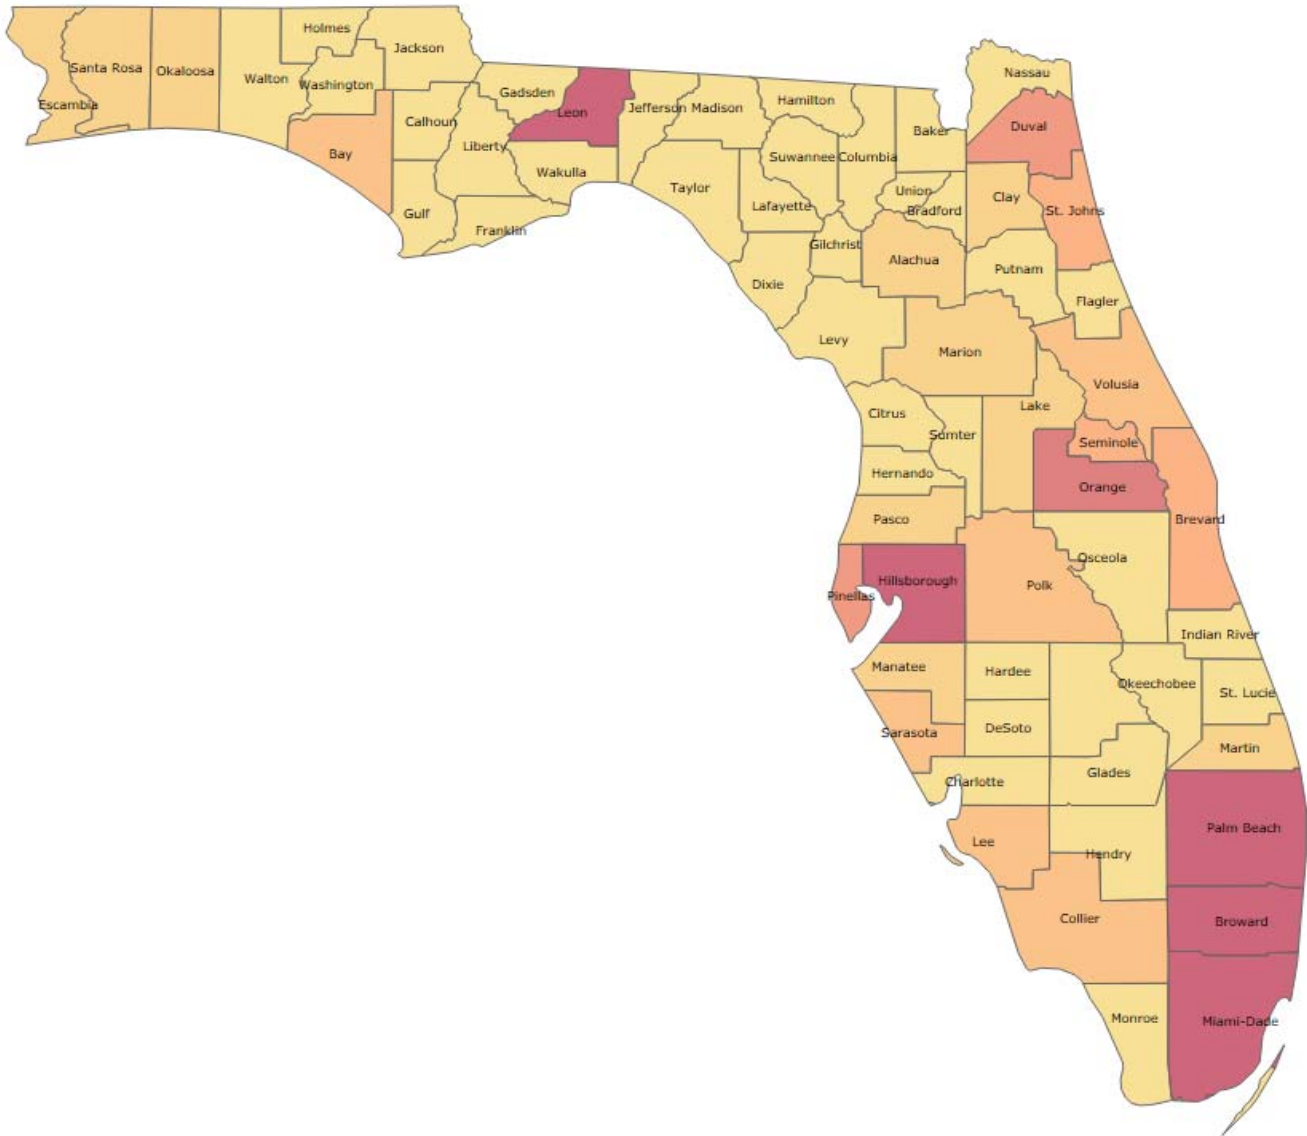 Holmes
Jackson
Santa Rosa
Okaloosa
Walton
Washington
Escambia
Nassau
Gadsden
Leon
Jefferson
Madison
Hamilton
Calhoun
Liberty
Baker
Duval
Bay
Wakulla
Suwannee
Columbia
Taylor
Union
Lafayette
Bradford
Clay
St. Johns
Gulf
Franklin
Gilchrist
Alachua
Putnam
Dixie
Flagler
Levy
Marion
Volusia
Citrus
Lake
Sumter
Seminole
Hernando
Orange
Pasco
Brevard
Osceola
Pinellas
Hillsborough
Polk
Indian River
Manatee
Hardee
Okeechobee
St. Lucie
Sarasota
DeSoto
Martin
Charlotte
Glades
Palm Beach
Lee
Hendry
Collier
Broward
Monroe
Miami-Dade